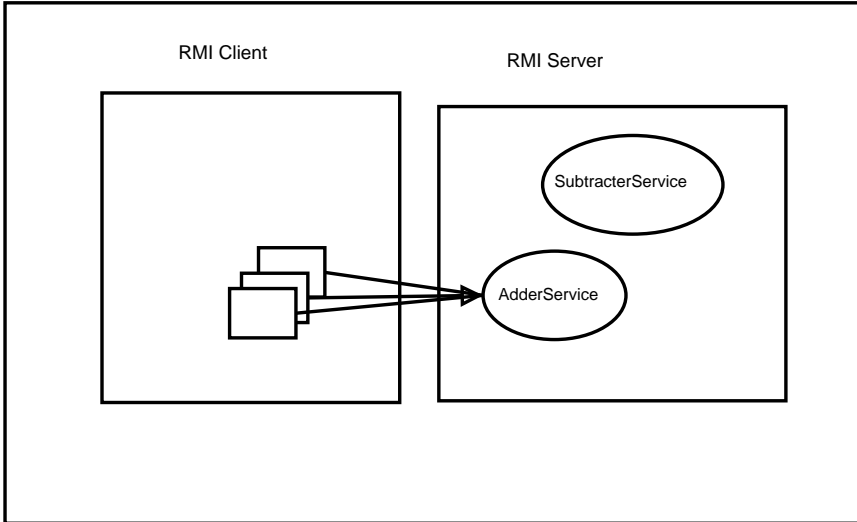 RMI Client
RMI Server
SubtracterService
AdderService